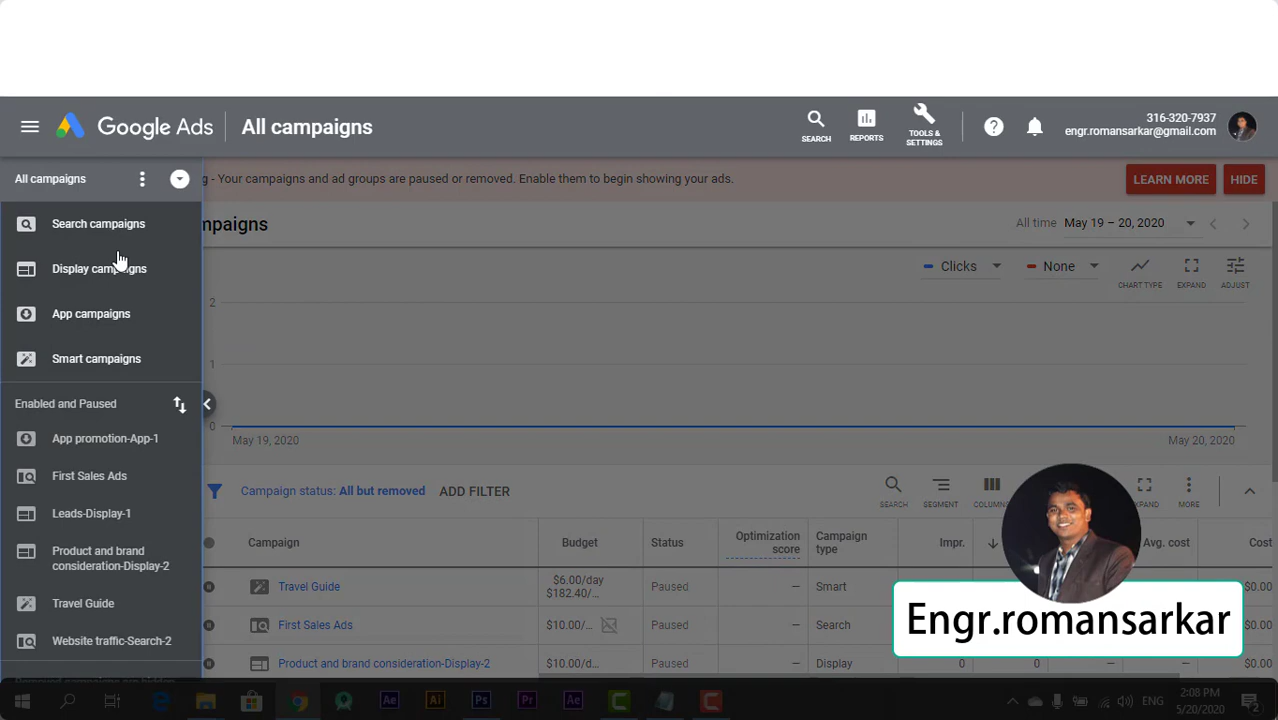 Google Ads
All campaigns
SEARCH
REPORTS
TOOLS &
SETTINGS
316-320-7937
engr.romansarkar@gmail.com
All campaigns
g - Your campaigns and ad groups are paused or removed. Enable them to begin showing your ads.
LEARN MORE
HIDE
Search campaigns
Display campaigns
App campaigns
Smart campaigns
Enabled and Paused
App promotion-App-1
First Sales Ads
Leads-Display-1
Product and brand
consideration-Display-2
Travel Guide
Website traffic-Search-2
mpaigns
All time
May 19 – 20, 2020
Clicks
None
CHART TYPE
EXPAND
ADJUST
2
1
0
May 19, 2020
May 20, 2020
Campaign status: All but removed
ADD FILTER
SEARCH
SEGMENT
COLUMN
XPAND
MORE
Campaign
Budget
Status
Optimization
score
Campaign
type
Impr.
Avg. cost
Cost
Travel Guide
$6.00/day
$182.40/...
Paused
–
Smart
First Sales Ads
$10.00/...
Paused
–
Search
Product and brand consideration-Display-2
$10.00/d...
Paused
–
Display
0
0
–
–
$0.00
Engr.romansarkar
Ae
Ai
Ps
Pr
Ae
ENG
2:08 PM
5/20/2020
2